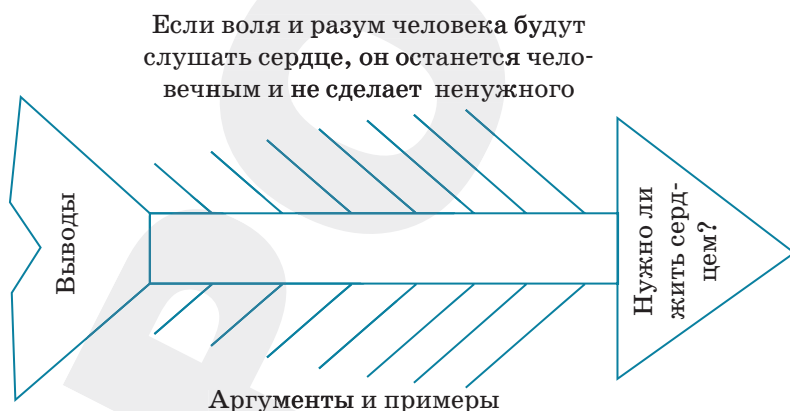 Если воля и разум человека будут
слушать сердце, он останется чело-
вечным и не сделает ненужного
Выводы
Нужно ли
жить серд-
цем?
Аргументы и примеры